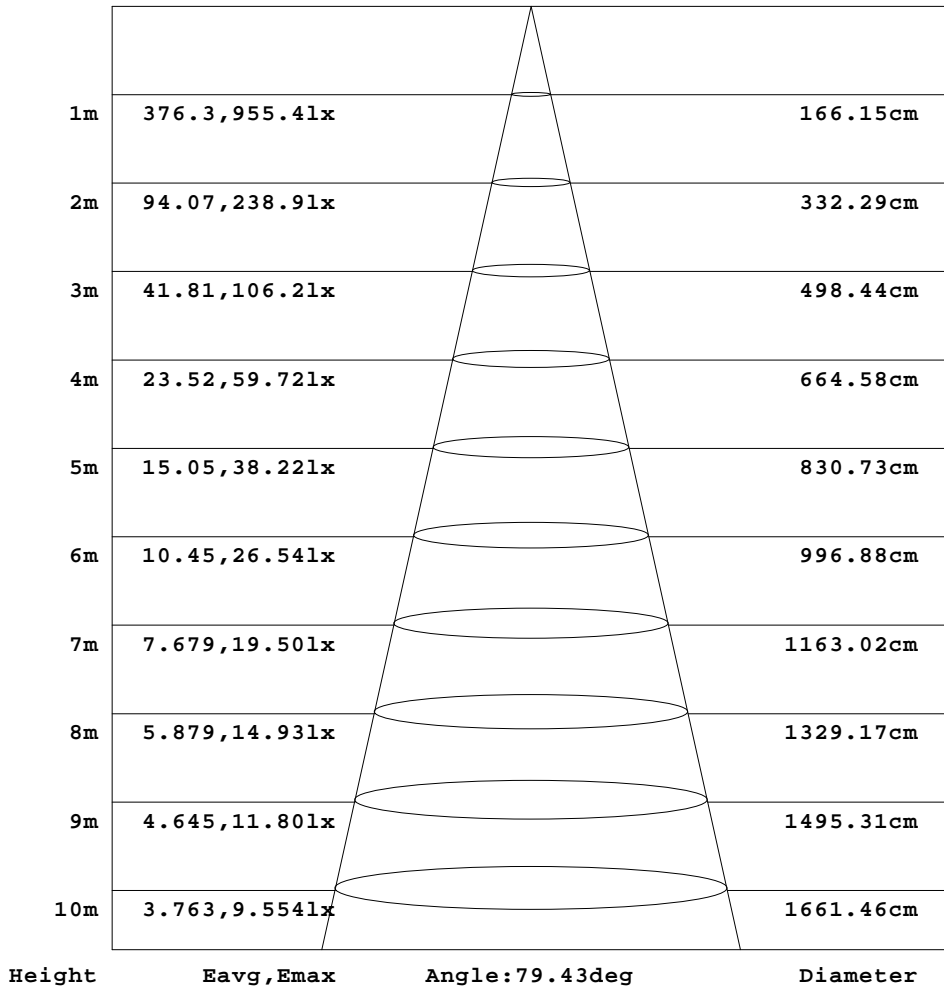 1m 376.3,955.4lx 166.15cm
2m 94.07,238.9lx 332.29cm
3m 41.81,106.2lx 498.44cm
4m 23.52,59.72lx 664.58cm
5m 15.05,38.22lx 830.73cm
6m 10.45,26.54lx 996.88cm
7m 7.679,19.50lx 1163.02cm
8m 5.879,14.93lx 1329.17cm
9m 4.645,11.80lx 1495.31cm
10m 3.763,9.554lx 1661.46cm
Height Eavg,Emax Angle:79.43deg Diameter